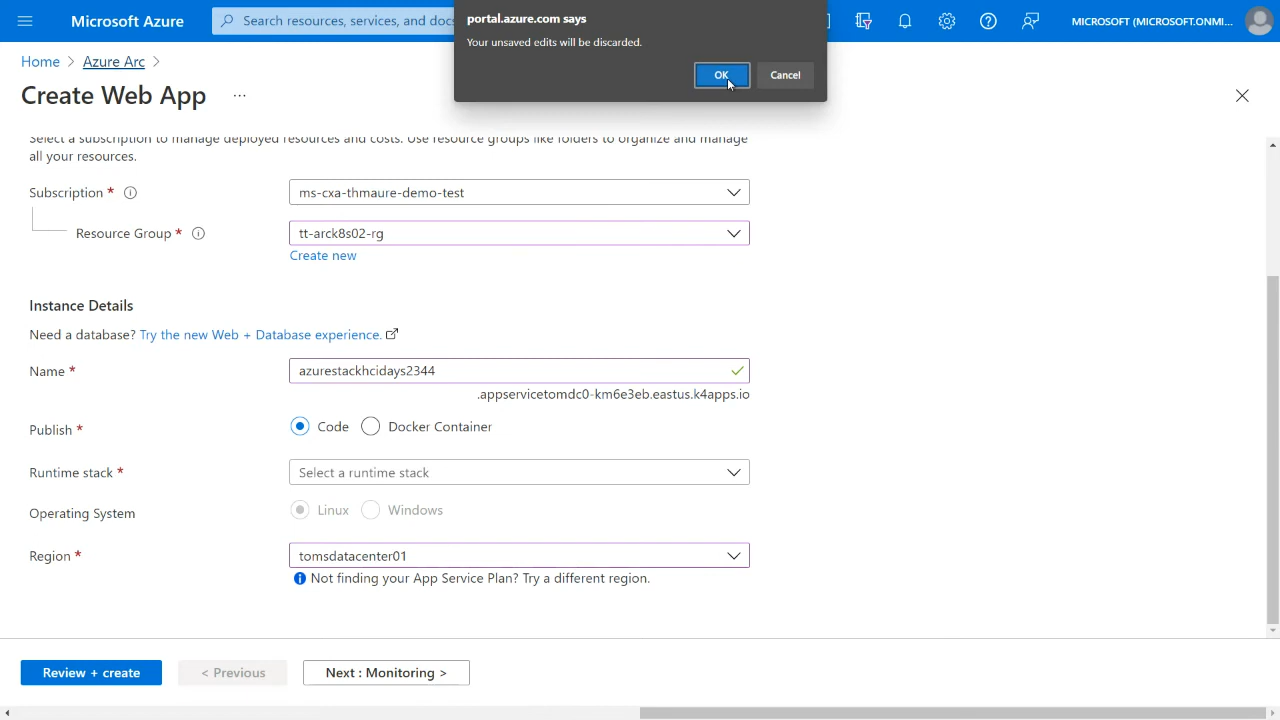 Microsoft Azure
Search resources, services, and docs
MICROSOFT (MICROSOFT.ONMI...
portal.azure.com says
Your unsaved edits will be discarded.
OK
Cancel
Home > Azure Arc >
Create Web App ...
Select a subscription to manage deployed resources and costs. Use resource groups like folders to organize and manage
all your resources.
Subscription *
ms-cxa-thmaure-demo-test
Resource Group *
tt-arck8s02-rg
Create new
Instance Details
Need a database? Try the new Web + Database experience.
Name *
azurestackhcidays2344
.appservicetomdc0-km6e3eb.eastus.k4apps.io
Publish *
Code
Docker Container
Runtime stack *
Select a runtime stack
Operating System
Linux
Windows
Region *
tomsdatacenter01
Not finding your App Service Plan? Try a different region.
Review + create
< Previous
Next : Monitoring >